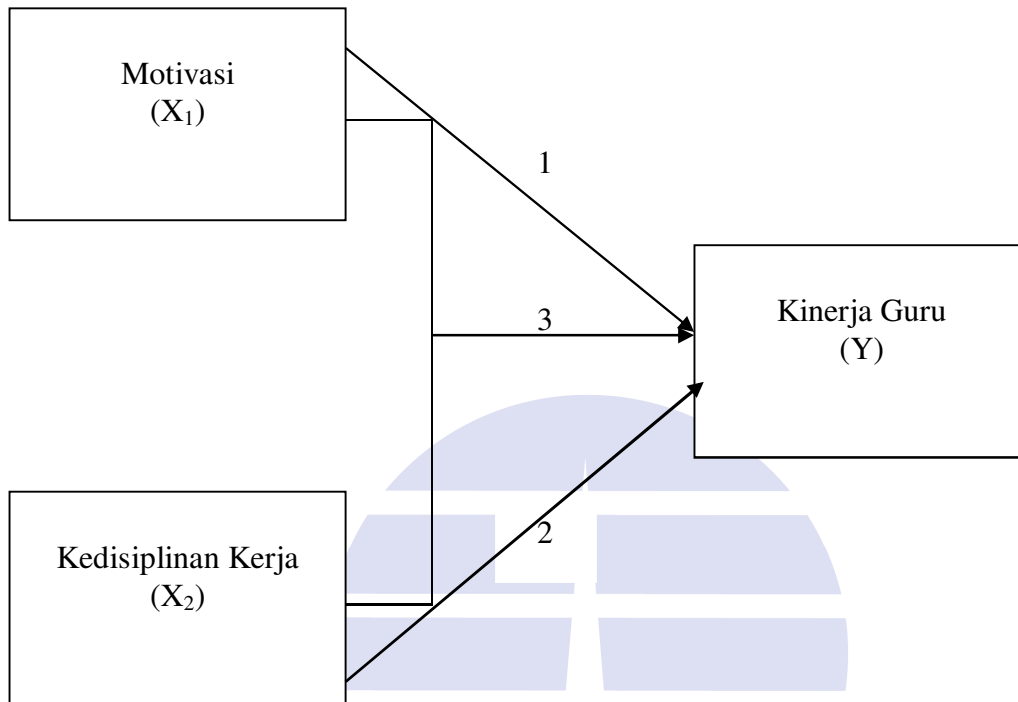 Motivasi
(X₁)
1
3
Kinerja Guru
(Y)
2
Kedisiplinan Kerja
(X₂)